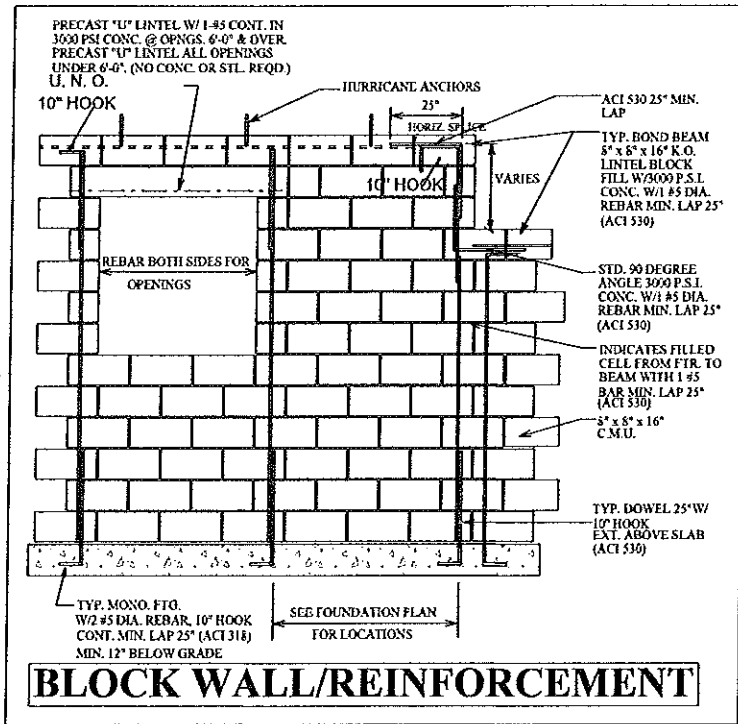 PRECAST "U" LINTEL W/ 1-#5 CONT. IN
3000 PSI CONC. @ OPNGS. 6'-0" & OVER.
PRECAST "U" LINTEL ALL OPENINGS
UNDER 6'-0". (NO CONC. OR STL. REQD.)
U. N. O.
10" HOOK
HURRICANE ANCHORS
25"
HORIZ. SPLICE
10" HOOK
ACI 530 25" MIN.
LAP
TYP. BOND BEAM
8" x 8" x 16" K.O.
LINTEL BLOCK
FILL W/3000 P.S.I.
CONC. W/1 #5 DIA.
REBAR MIN. LAP 25"
(ACI 530)
VARIES
REBAR BOTH SIDES FOR
OPENINGS
STD. 90 DEGREE
ANGLE 3000 P.S.I.
CONC. W/1 #5 DIA.
REBAR MIN. LAP 25"
(ACI 530)
INDICATES FILLED
CELL FROM FTR. TO
BEAM WITH 1 #5
BAR MIN. LAP 25"
(ACI 530)
8" x 8" x 16"
C.M.U.
TYP. DOWEL 25" W/
10" HOOK
EXT. ABOVE SLAB
(ACI 530)
TYP. MONO. FTG.
W/2 #5 DIA. REBAR, 10" HOOK
CONT. MIN. LAP 25" (ACI 318)
MIN. 12" BELOW GRADE
SEE FOUNDATION PLAN
FOR LOCATIONS
BLOCK WALL/REINFORCEMENT